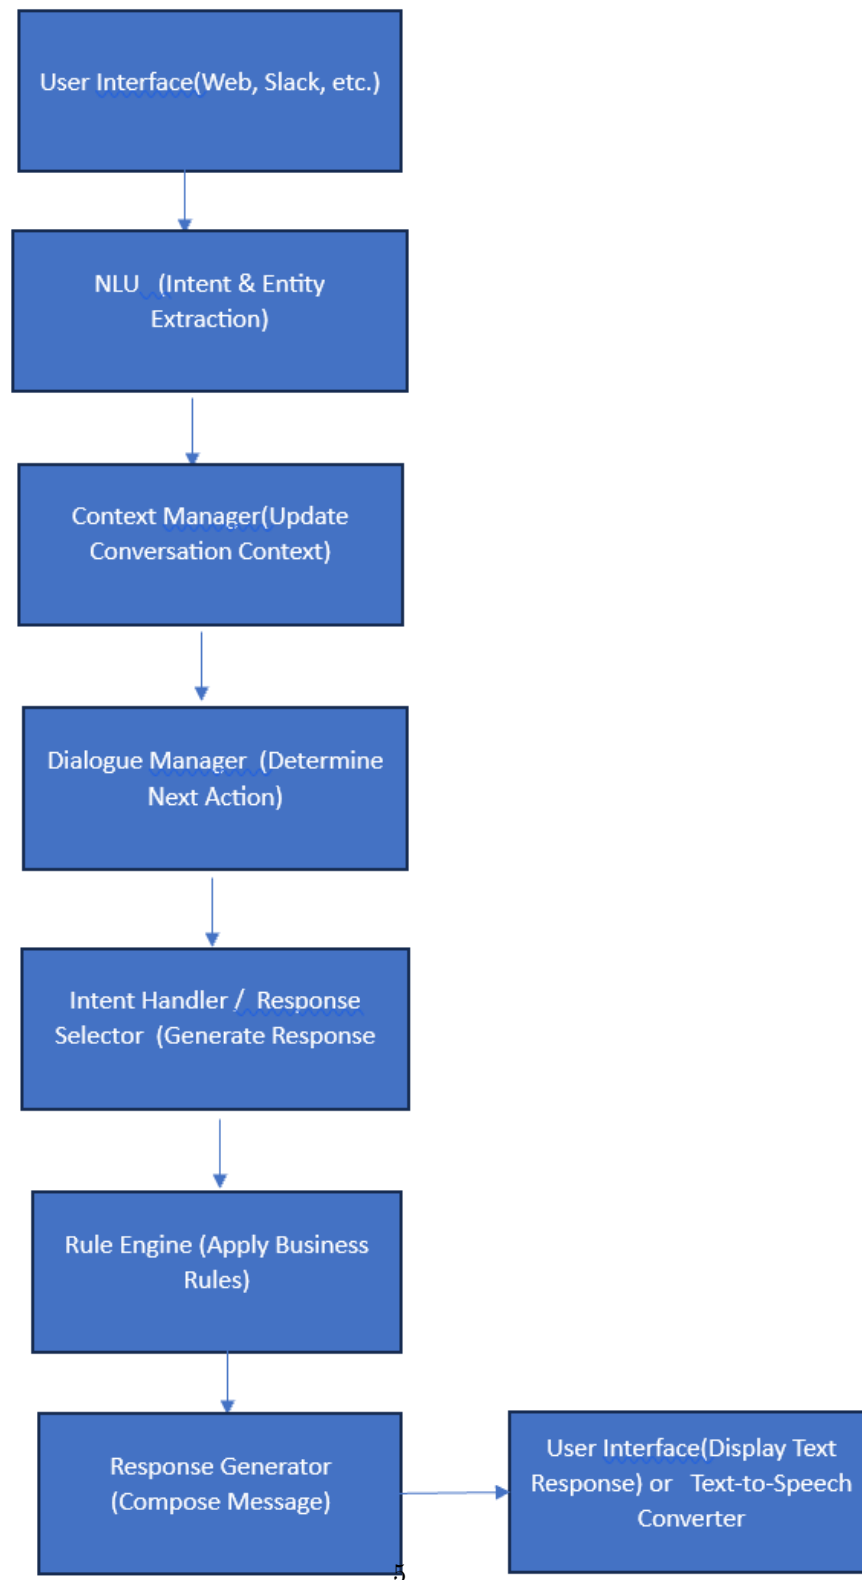 User Interface(Web, Slack, etc.)
NLU   (Intent & Entity
Extraction)
Context Manager(Update
Conversation Context)
Dialogue Manager  (Determine
Next Action)
Intent Handler /  Response
Selector  (Generate Response
Rule Engine (Apply Business
Rules)
Response Generator
(Compose Message)
User Interface(Display Text
Response) or   Text-to-Speech
Converter
5